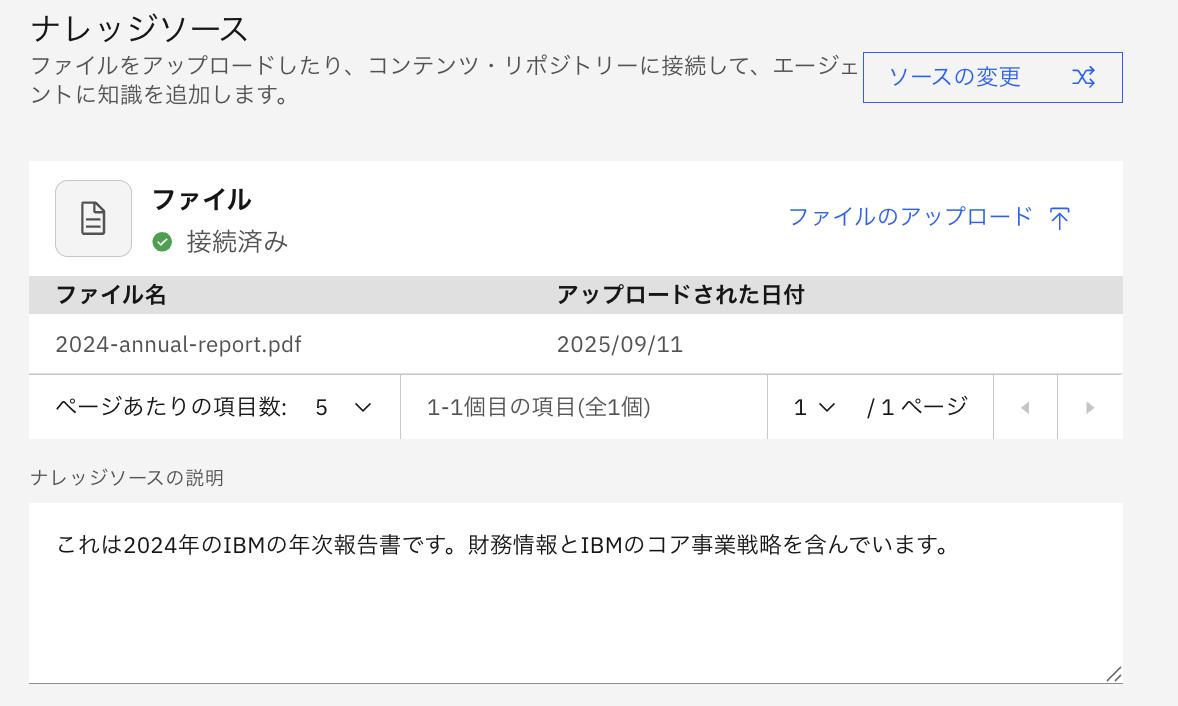 ナレッジソース
ファイルをアップロードしたり、コンテンツ・リポジトリーに接続して、エージェ
ントに知識を追加します。
ソースの変更
ファイル
接続済み
ファイルのアップロード
ファイル名 アップロードされた日付
2024-annual-report.pdf 2025/09/11
ページあたりの項目数: 5 1-1個目の項目(全1個) 1 / 1 ページ
ナレッジソースの説明
これは2024年のIBMの年次報告書です。財務情報とIBMのコア事業戦略を含んでいます。